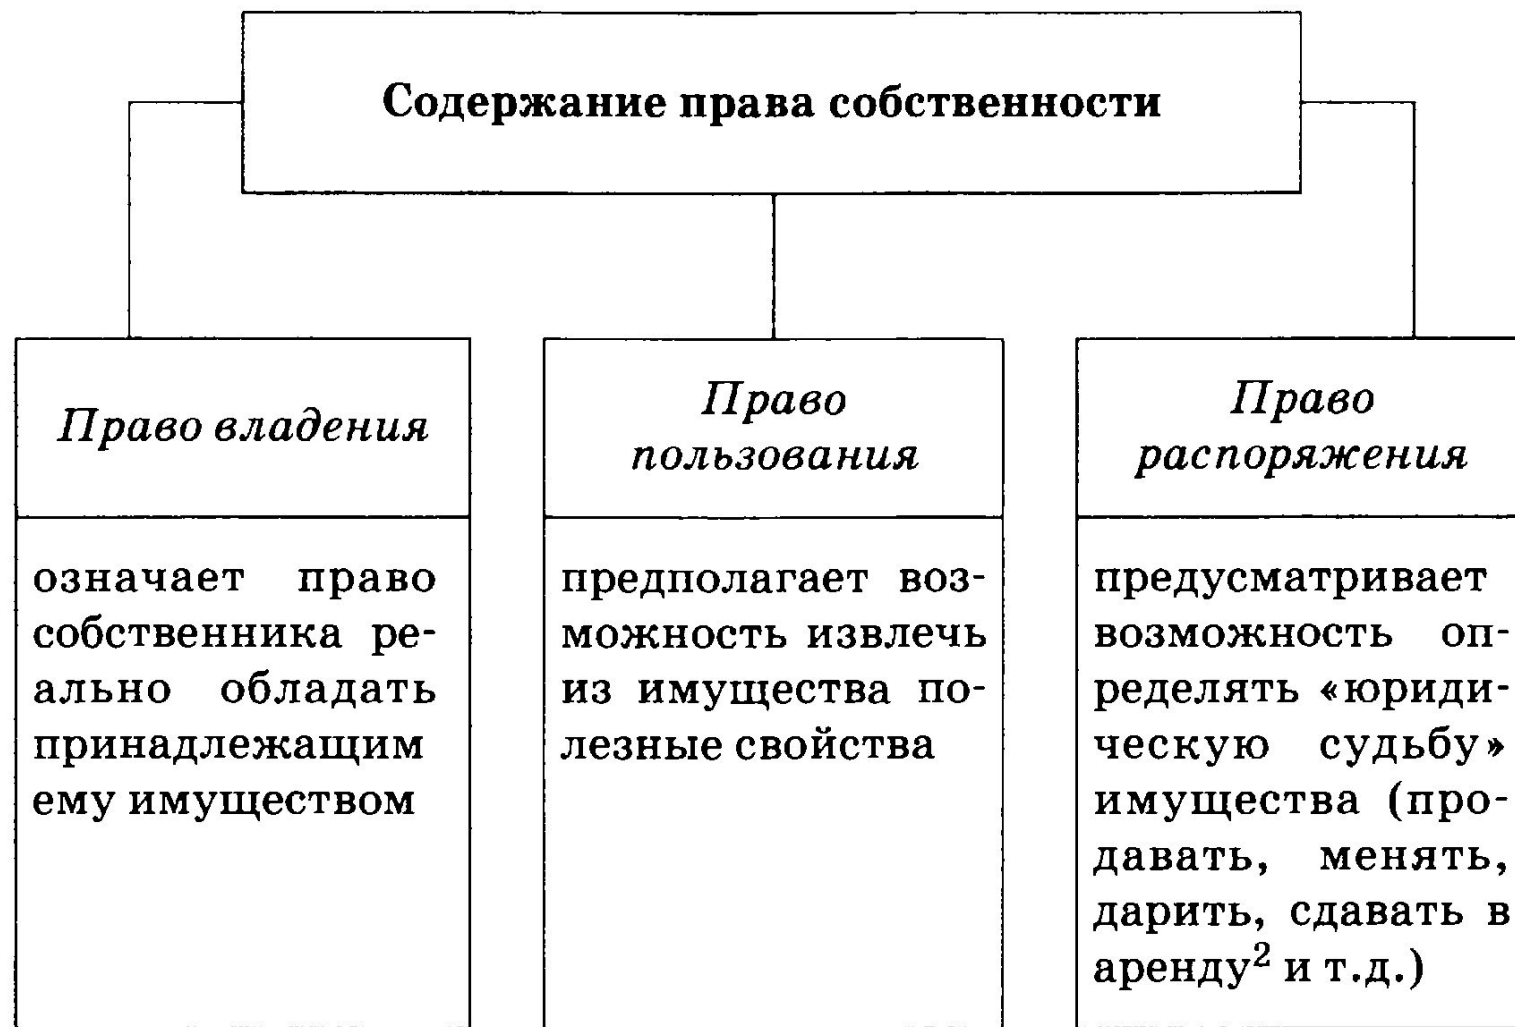 Содержание права собственности
Право владения
означает право
собственника ре-
ально обладать
принадлежащим
ему имуществом
Право
пользования
предполагает воз-
можность извлечь
из имущества по-
лезные свойства
Право
распоряжения
предусматривает
возможность оп-
ределять «юриди-
ческую судьбу»
имущества (про-
давать, менять,
дарить, сдавать в
аренду² и т.д.)